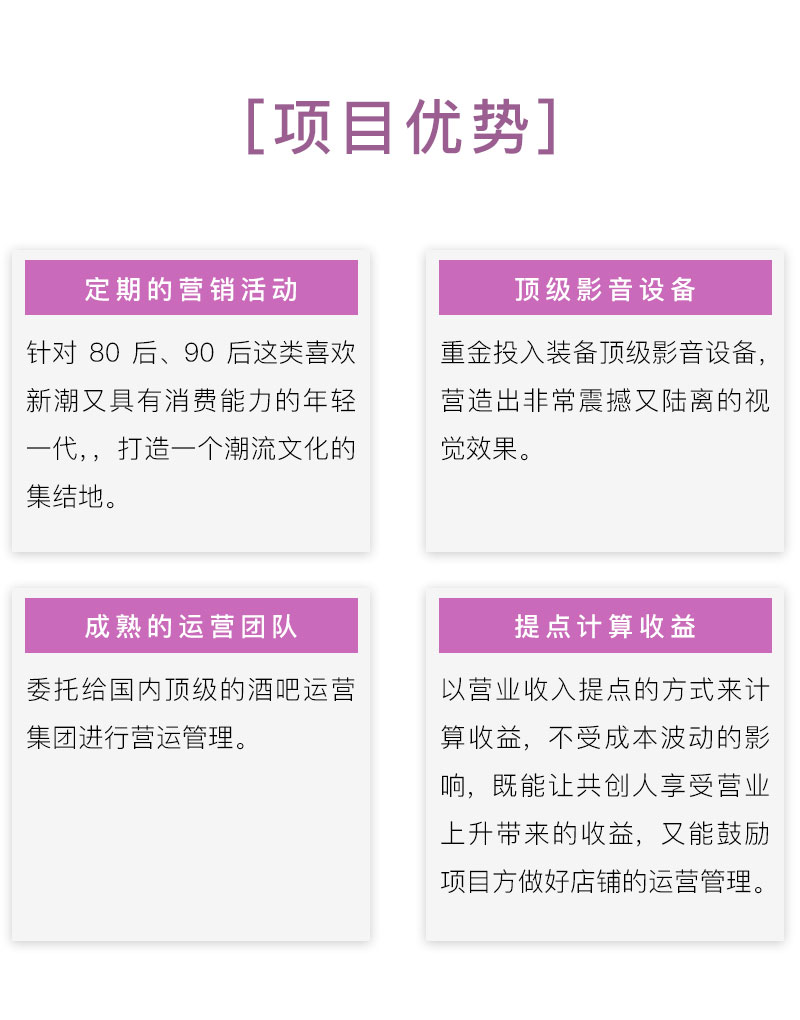 [项目优势]
定期的营销活动
针对 80 后、90 后这类喜欢
新潮又具有消费能力的年轻
一代，，打造一个潮流文化的
集结地。
顶级影音设备
重金投入装备顶级影音设备，
营造出非常震撼又陆离的视
觉效果。
成熟的运营团队
委托给国内顶级的酒吧运营
集团进行营运管理。
提点计算收益
以营业收入提点的方式来计
算收益，不受成本波动的影
响，既能让共创人享受营业
上升带来的收益，又能鼓励
项目方做好店铺的运营管理。